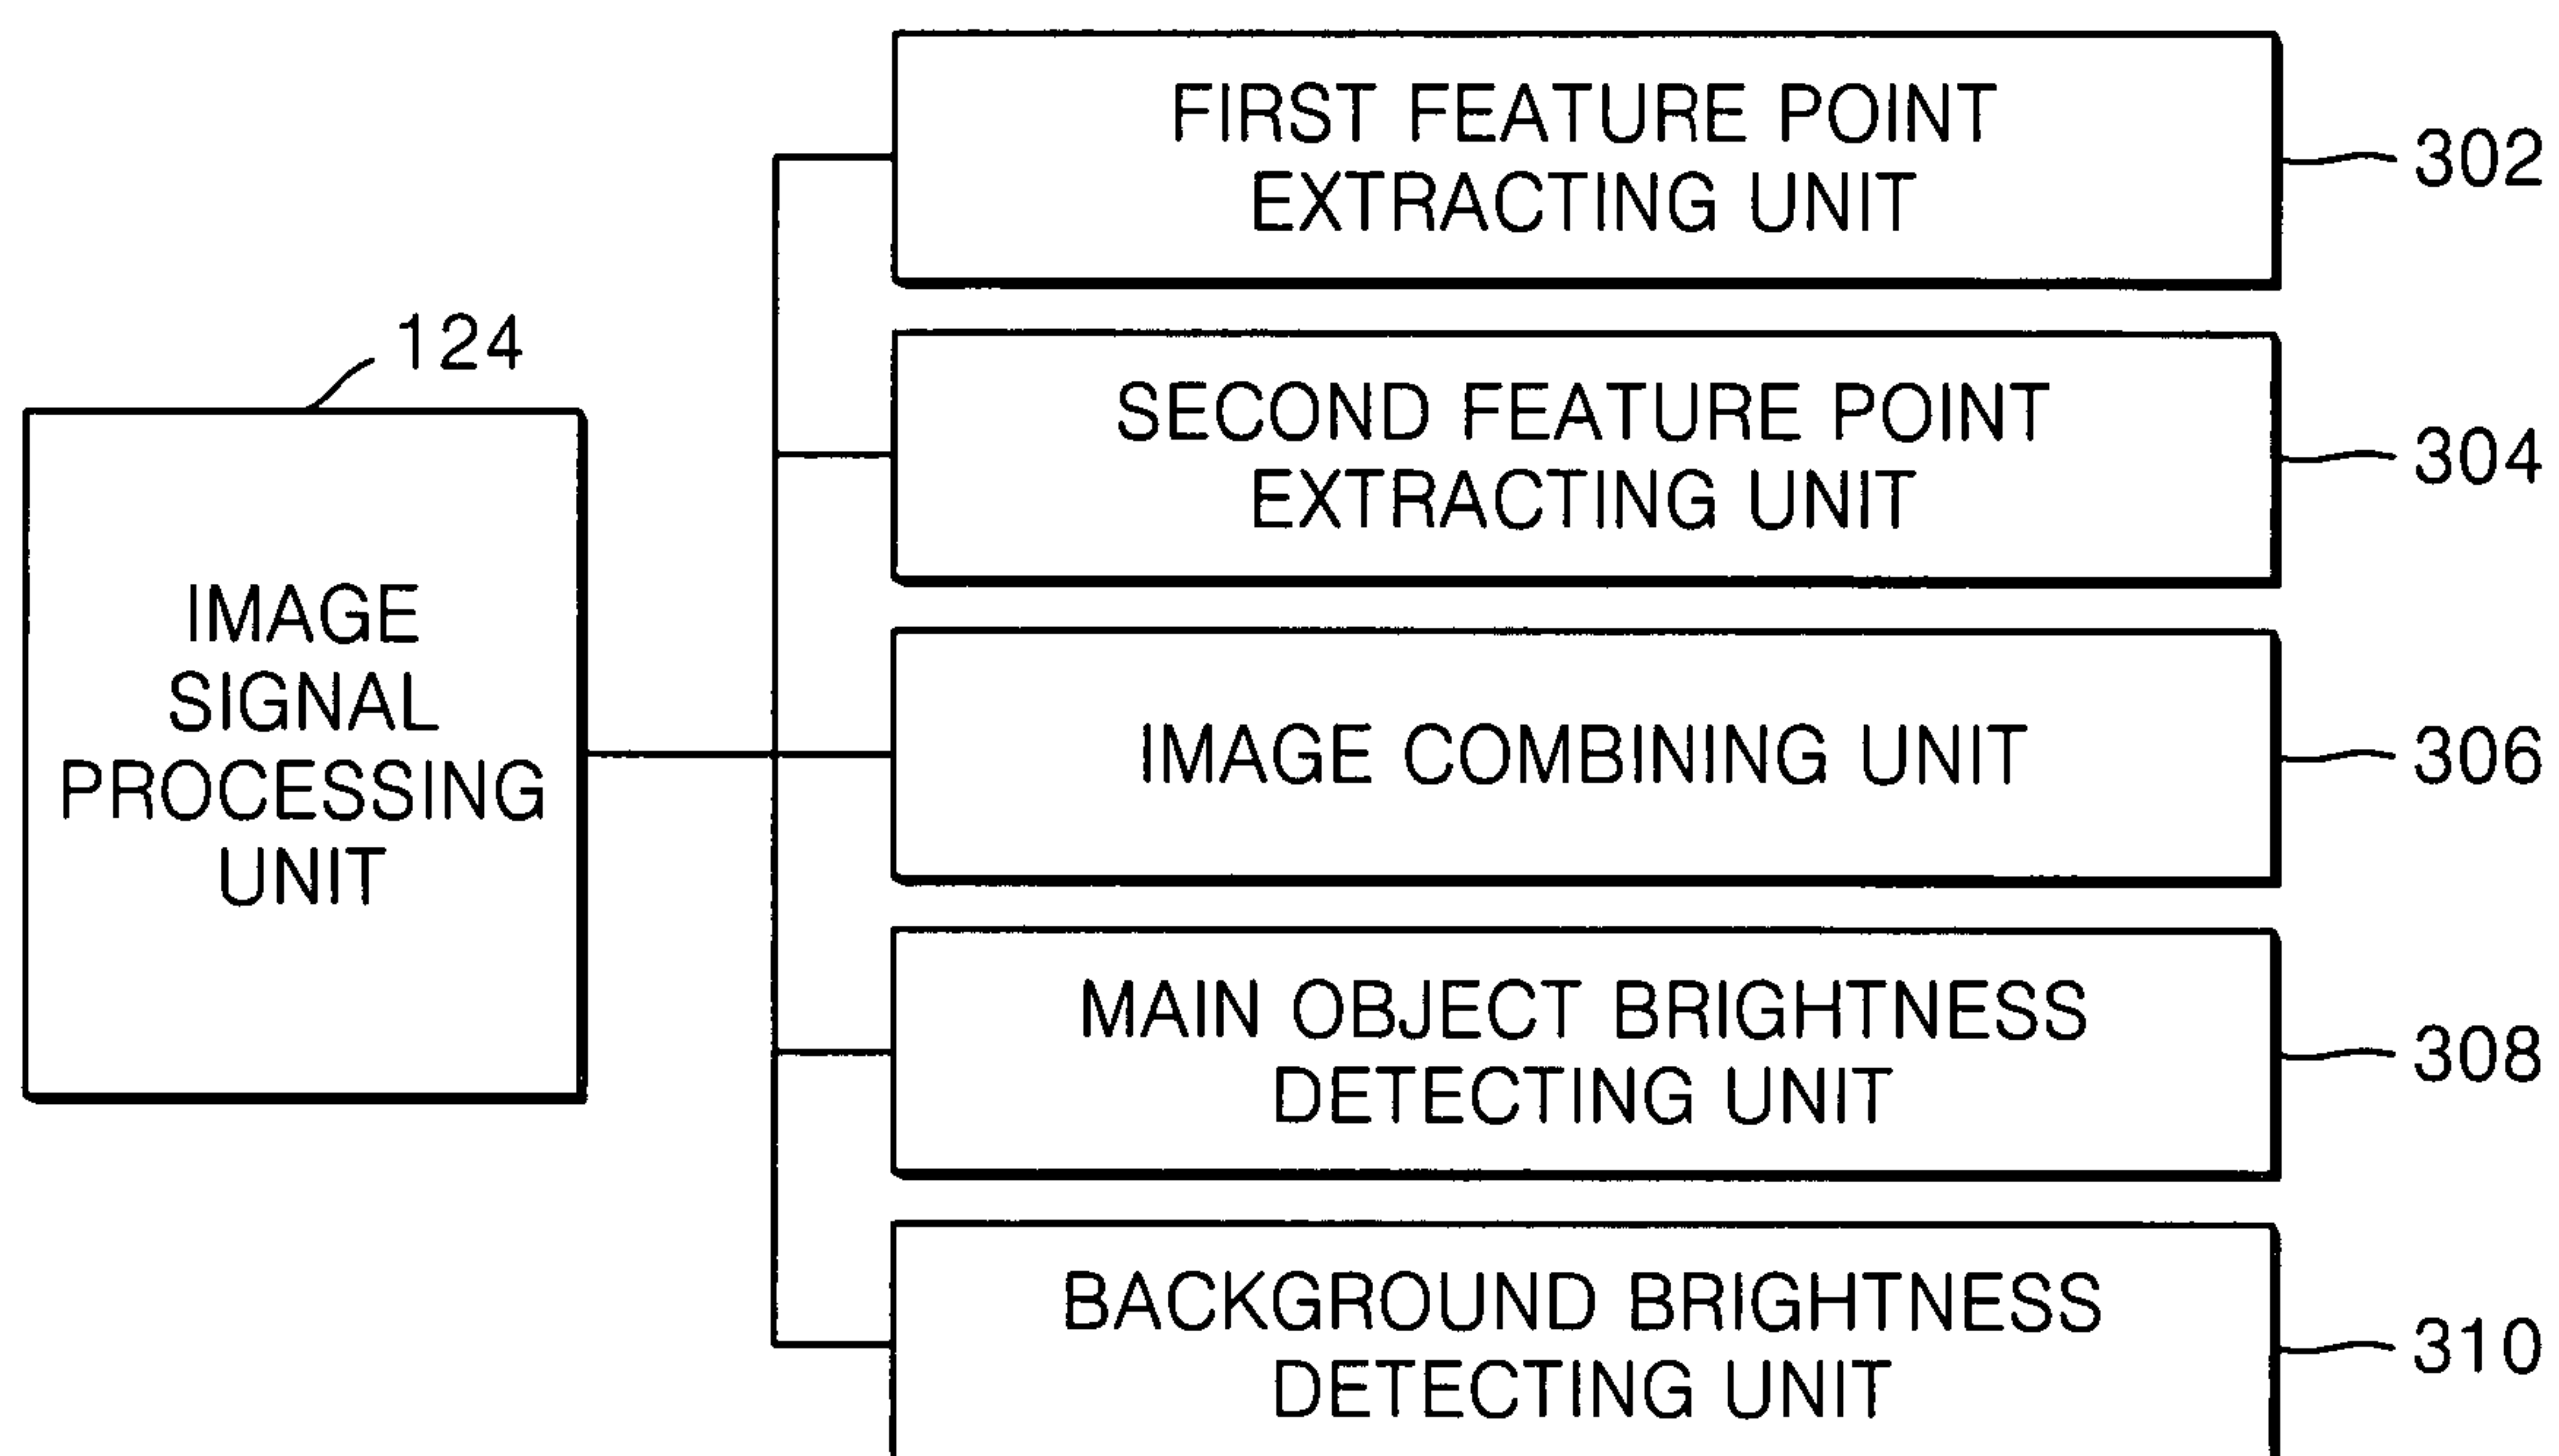 FIRST FEATURE POINT
EXTRACTING UNIT
302
124
SECOND FEATURE POINT
EXTRACTING UNIT
304
IMAGE
SIGNAL
PROCESSING
UNIT
IMAGE COMBINING UNIT
306
MAIN OBJECT BRIGHTNESS
DETECTING UNIT
308
BACKGROUND BRIGHTNESS
DETECTING UNIT
310